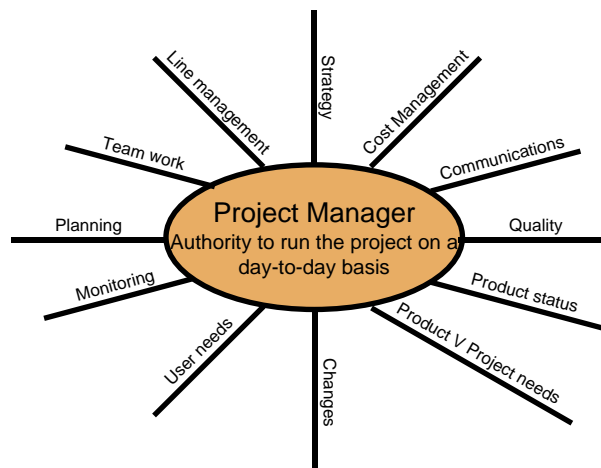 Line management
Strategy
Cost Management
Team work
Communications
Project Manager
Authority to run the project on a
day-to-day basis
Planning
Quality
Monitoring
Product status
User needs
Changes
Product V Project needs